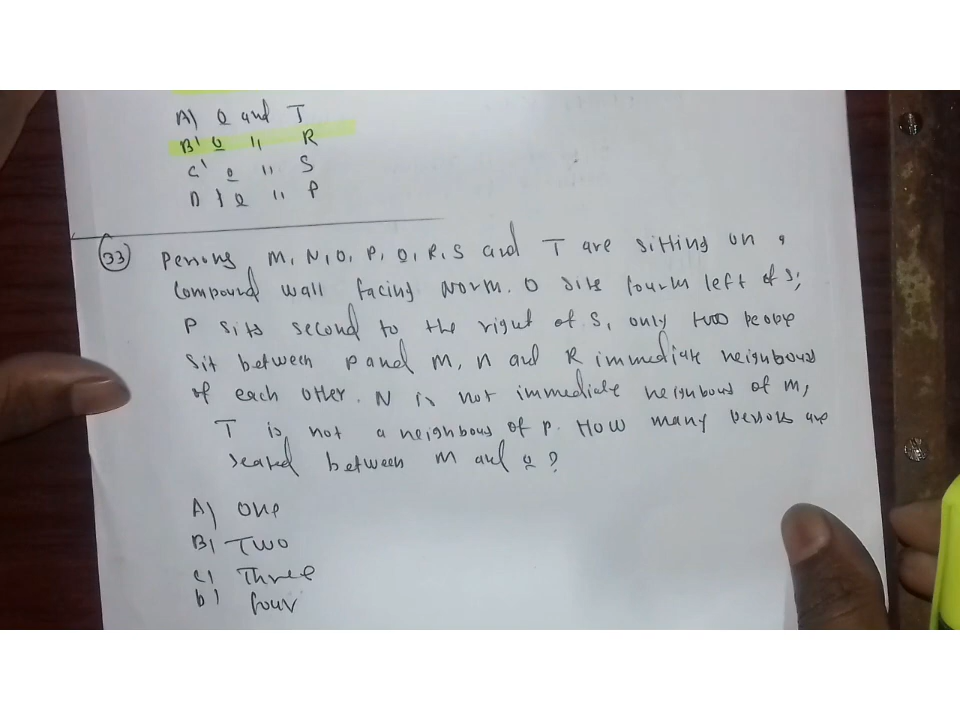 A) Q and T
B) Q " R
C) Q " S
D) Q " P
33) Persons M, N, O, P, Q, R, S and T are sitting on a
compound wall facing North. O sits fourth left of S,
P sits second to the right of S, only two people
sit between P and M, N and R immediate neighbours
of each other. N is not immediate neighbour of M,
T is not a neighbour of P. How many persons are
seated between M and Q?
A) One
B) Two
C) Three
D) four